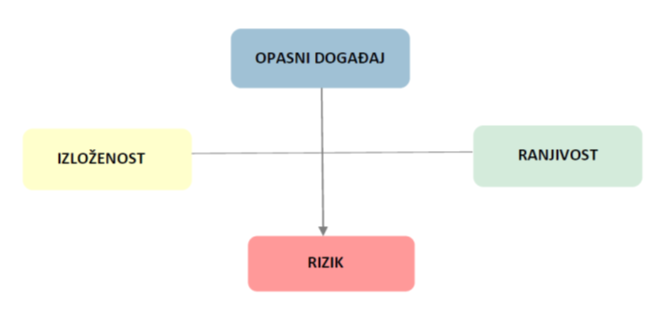 OPASNI DOGAĐAJ
IZLOŽENOST
RANJIVOST
RIZIK